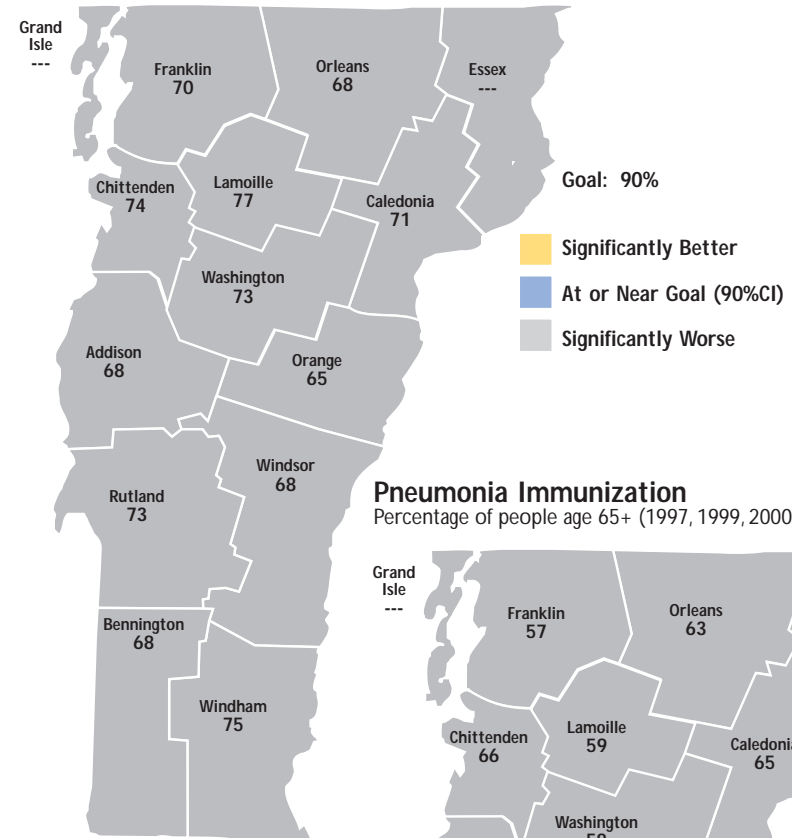 Grand
Isle
---
Franklin
70
Orleans
68
Essex
---
Chittenden
74
Lamoille
77
Caledonia
71
Goal: 90%
Washington
73
Significantly Better
At or Near Goal (90%CI)
Significantly Worse
Addison
68
Orange
65
Rutland
73
Windsor
68
Bennington
68
Windham
75
Pneumonia Immunization
Percentage of people age 65+ (1997, 1999, 2000
Grand
Isle
---
Franklin
57
Orleans
63
Chittenden
66
Lamoille
59
Caledonia
65
Washington